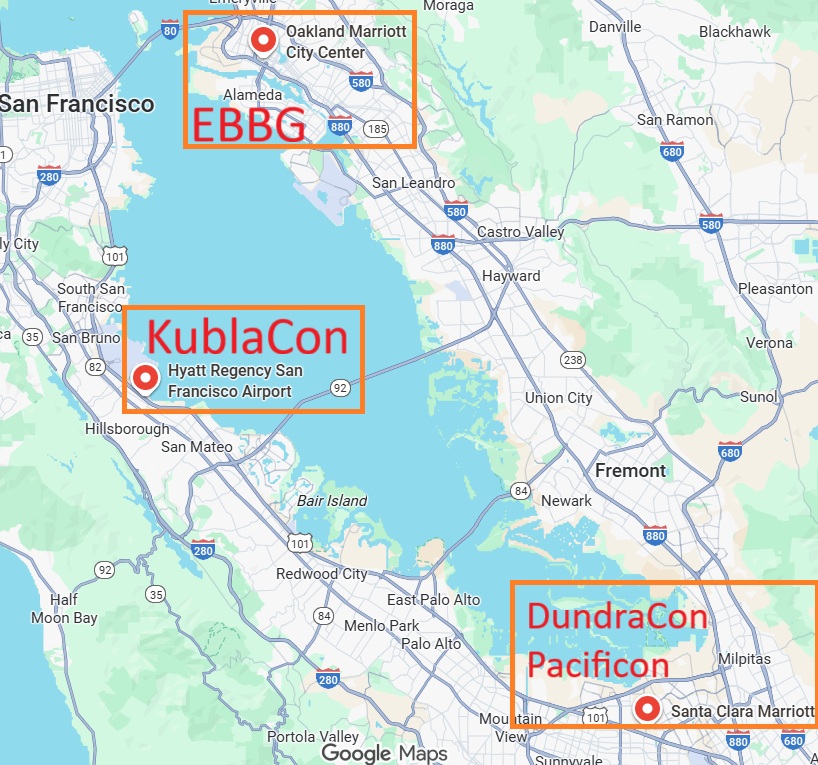 Emeryville
Moraga
80
Oakland Marriott
City Center
Danville
Blackhawk
580
San Francisco
Alameda
EBBG
880
185
San Ramon
1
280
680
San Leandro
580
580
ly City
880
Castro Valley
101
Hayward
South San
Francisco
Pleasanton
KublaCon
ca
35
San Bruno
Verona
82
Hyatt Regency San
Francisco Airport
92
238
Union City
Sunol
Hillsborough
San Mateo
680
Fremont
Bair Island
84
Newark
280
101
880
92
Redwood City
35
Half
Moon Bay
East Palo Alto
84
Menlo Park
Palo Alto
DundraCon
Pacificon
Milpitas
280
Mountain
View
101
Santa Clara Marriott
Portola Valley
Google Maps
880
680
Sunnyvale